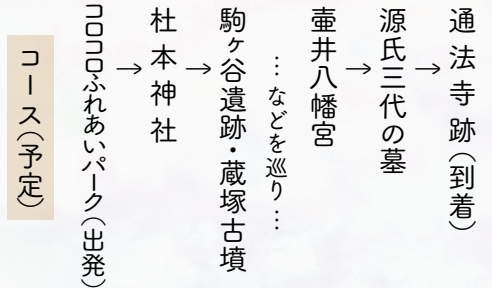 コース(予定)
コロコロふれあいパーク(出発)
→杜本神社
→駒ヶ谷遺跡・蔵塚古墳
…などを巡り…
壷井八幡宮
→源氏三代の墓
→通法寺跡(到着)